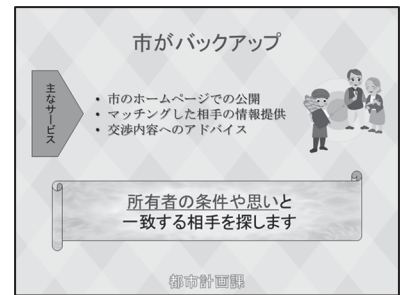 市がバックアップ
主なサービス
• 市のホームページでの公開
• マッチングした相手の情報提供
• 交渉内容へのアドバイス
所有者の条件や思いと
一致する相手を探します
都市計画課